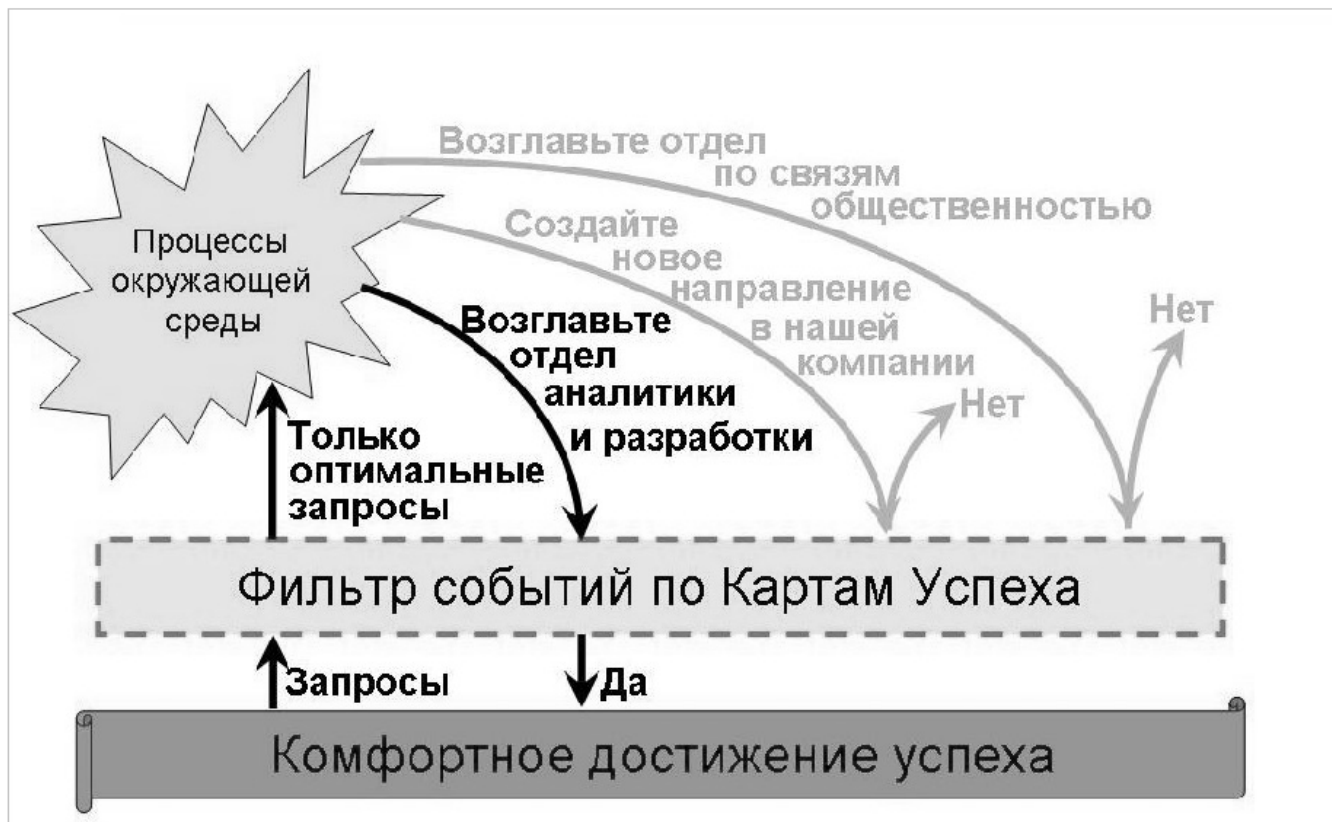 Возглавьте отдел
по связям
общественностью
Создайте
новое
направление
в нашей
компании
Нет
Нет
Процессы
окружающей
среды
Возглавьте
отдел
аналитики
и разработки
Только
оптимальные
запросы
Фильтр событий по Картам Успеха
Запросы
Да
Комфортное достижение успеха